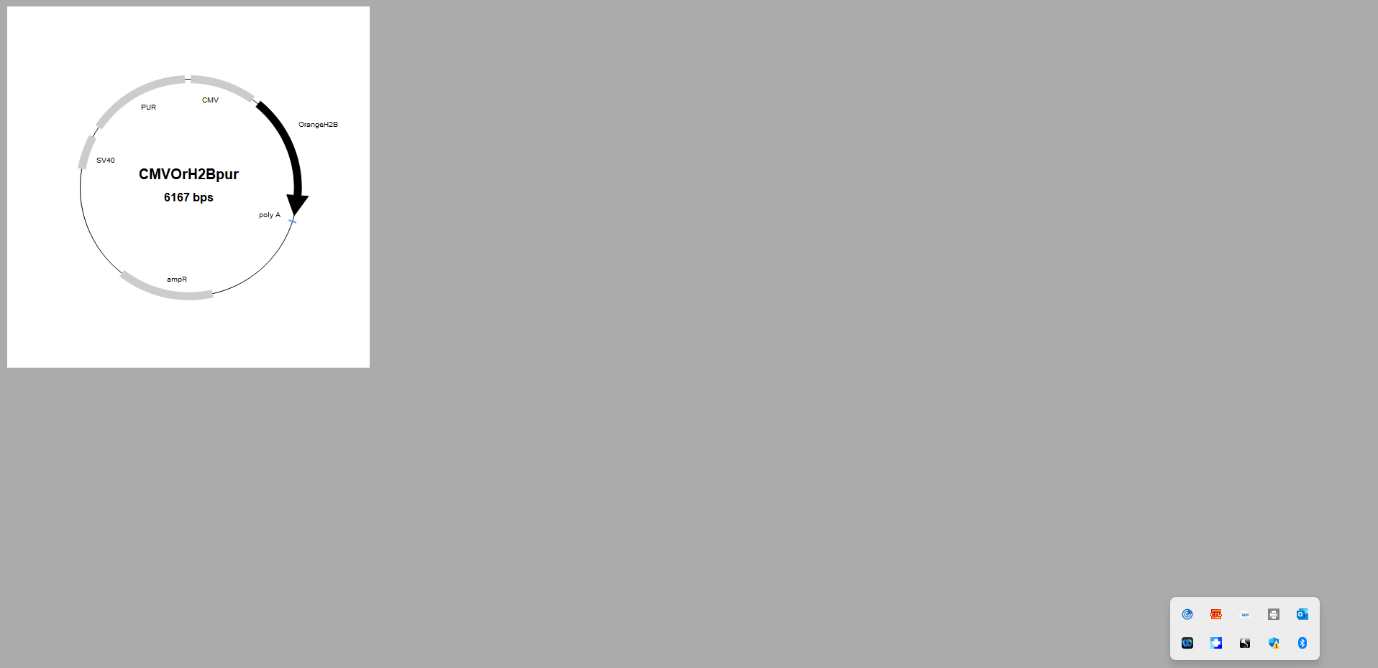 PUR
CMV
OrangeH2B
SV40
CMVOrH2Bpur
6167 bps
poly A
ampR